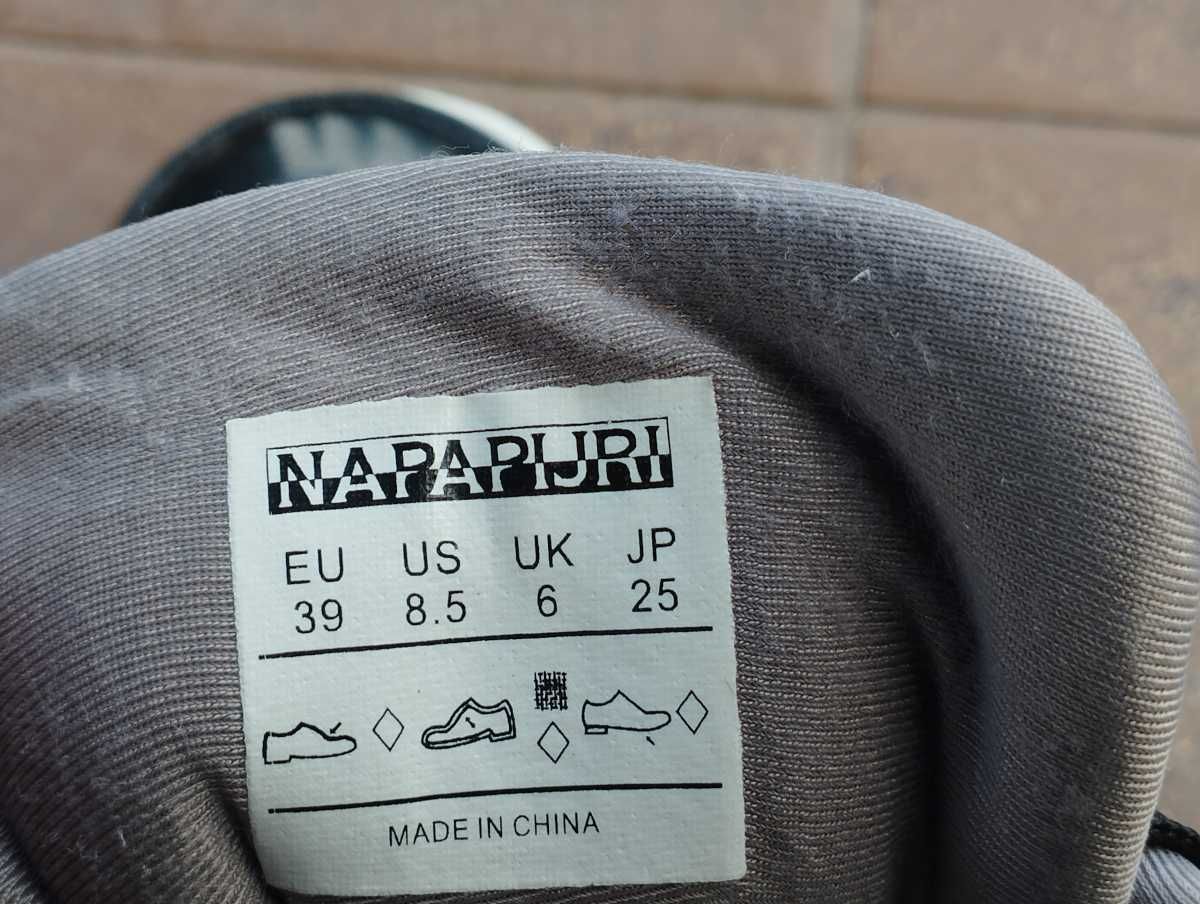 NAPAPIJRI
EU US UK JP
39 8.5 6 25
MADE IN CHINA